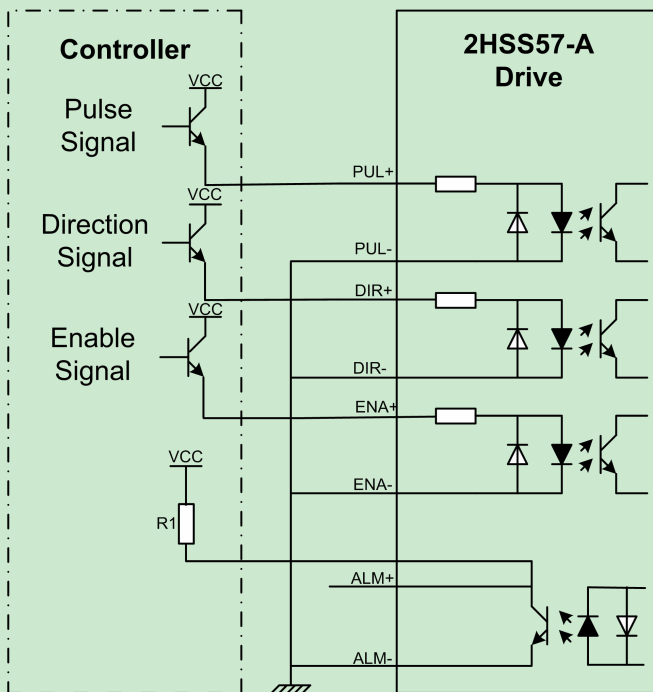 Controller
2HSS57-A
Drive
VCC
Pulse
Signal
PUL+
VCC
Direction
Signal
PUL-
DIR+
VCC
Enable
Signal
DIR-
ENA+
VCC
ENA-
R1
ALM+
ALM-